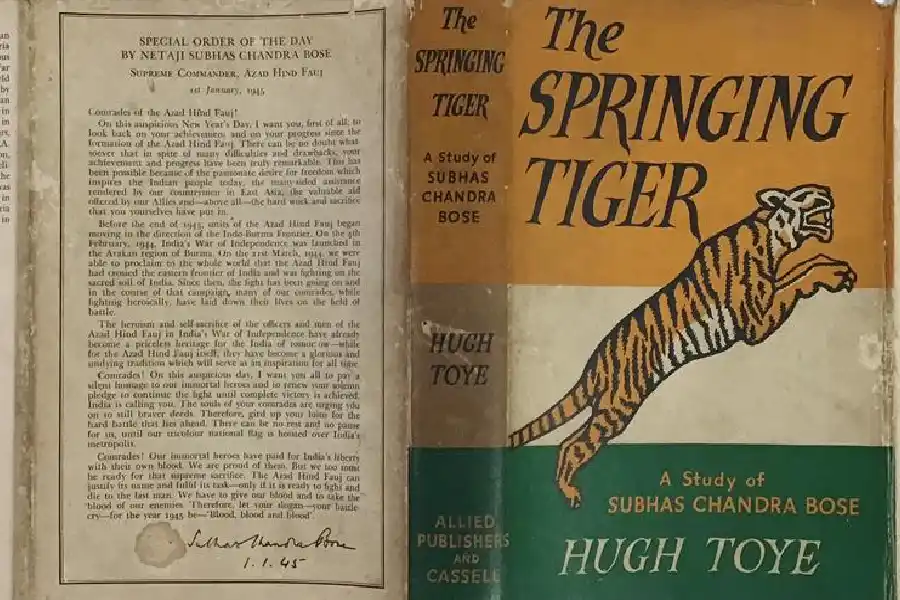 SPECIAL ORDER OF THE DAY
BY NETAJI SUBHAS CHANDRA BOSE
SUPREME COMMANDER, AZAD HIND FAUJ
1st January, 1945
Comrades of the Azad Hind Fauj!
On this auspicious New Year's Day, I want you, first of all, to
look back on your achievement and on your progress since the
formation of the Azad Hind Fauj. There can be no doubt what-
soever that in spite of many difficulties and drawbacks, your
achievement and progress have been truly remarkable. This has
been possible because of the passionate desire for freedom which
inspires the Indian people today, the many-sided assistance
rendered by our countrymen in East Asia, the valuable aid
offered by our Allies and—above all—the hard work and sacrifice
that you yourselves have put in.
Before the end of 1943, units of the Azad Hind Fauj began
moving in the direction of the Indo-Burma Frontier. On the 4th
February, 1944, India's War of Independence was launched in
the Arakan region of Burma. On the 21st March, 1944, we were
able to proclaim to the whole world that the Azad Hind Fauj
had crossed the eastern frontier of India and was fighting on the
sacred soil of India. Since then, the fight has been going on and
in the course of that campaign, many of our comrades, while
fighting heroically, have laid down their lives on the field of
battle.
The heroism and self-sacrifice of the officers and men of the
Azad Hind Fauj in India's War of Independence have already
become a priceless heritage for the India of tomorrow—while
for the Azad Hind Fauj itself, they have become a glorious and
undying tradition which will serve as an inspiration for all time.
Comrades! On this auspicious day, I want you all to pay a
silent homage to our immortal heroes and to renew your solemn
pledge to continue the fight until complete victory is achieved.
India is calling you. The souls of your comrades are urging you
on to still braver deeds. Therefore, gird up your loins for the
hard battle that lies ahead. There can be no rest and no pause
for us, until our tricolour national flag is hoisted over India's
metropolis.
Comrades! Our immortal heroes have paid for India's liberty
with their own blood. We are proud of them. But we too must
be ready for that supreme sacrifice. The Azad Hind Fauj can
justify its name and fulfil its task—only if it is ready to fight and
die to the last man. We have to give our blood and to take the
blood of our enemies. Therefore, let your slogan—your battle
cry—for the year 1945 be—'Blood, blood and blood'.
Subhas Chandra Bose
1.1.45
The
SPRINGING
TIGER
A Study of
SUBHAS
CHANDRA
BOSE
HUGH
TOYE
ALLIED
PUBLISHERS
AND
CASSELL
The
SPRINGING
TIGER
A Study of
SUBHAS CHANDRA BOSE
HUGH TOYE